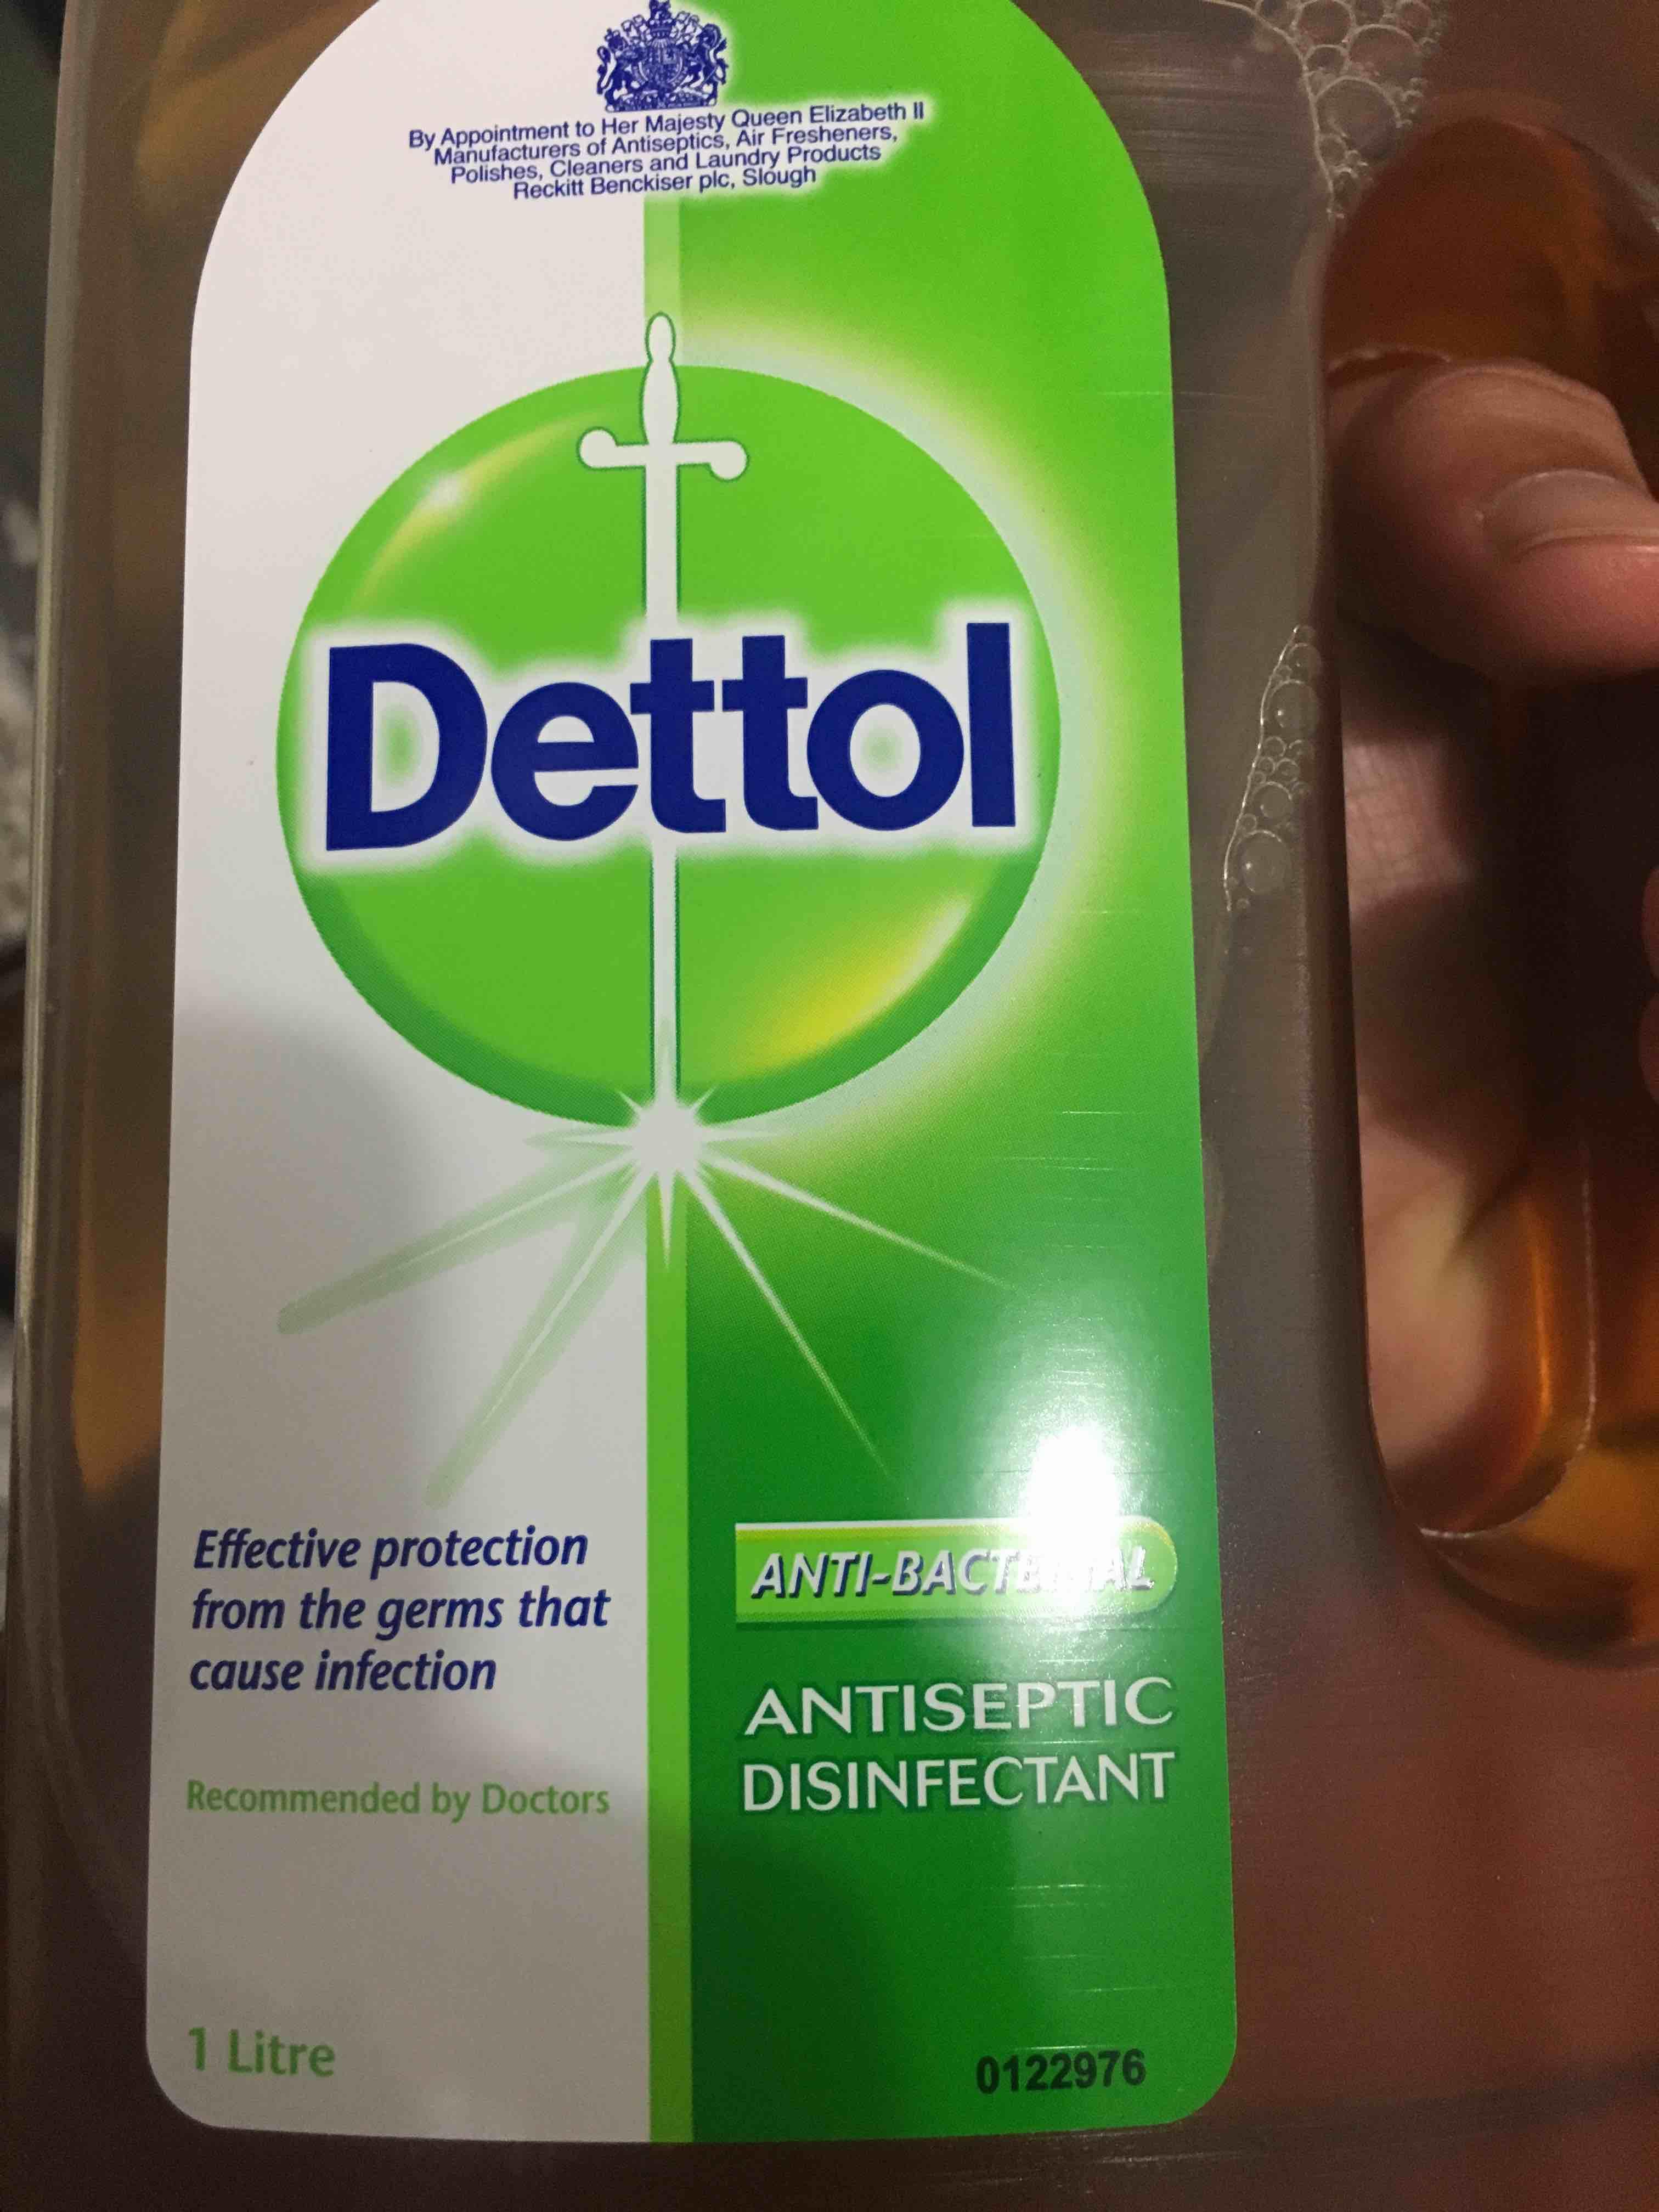 By Appointment to Her Majesty Queen Elizabeth II
Manufacturers of Antiseptics, Air Fresheners,
Polishes, Cleaners and Laundry Products
Reckitt Benckiser plc, Slough
Dettol
Effective protection
from the germs that
cause infection
Recommended by Doctors
1 Litre
ANTI-BACTERIAL
ANTISEPTIC
DISINFECTANT
0122976